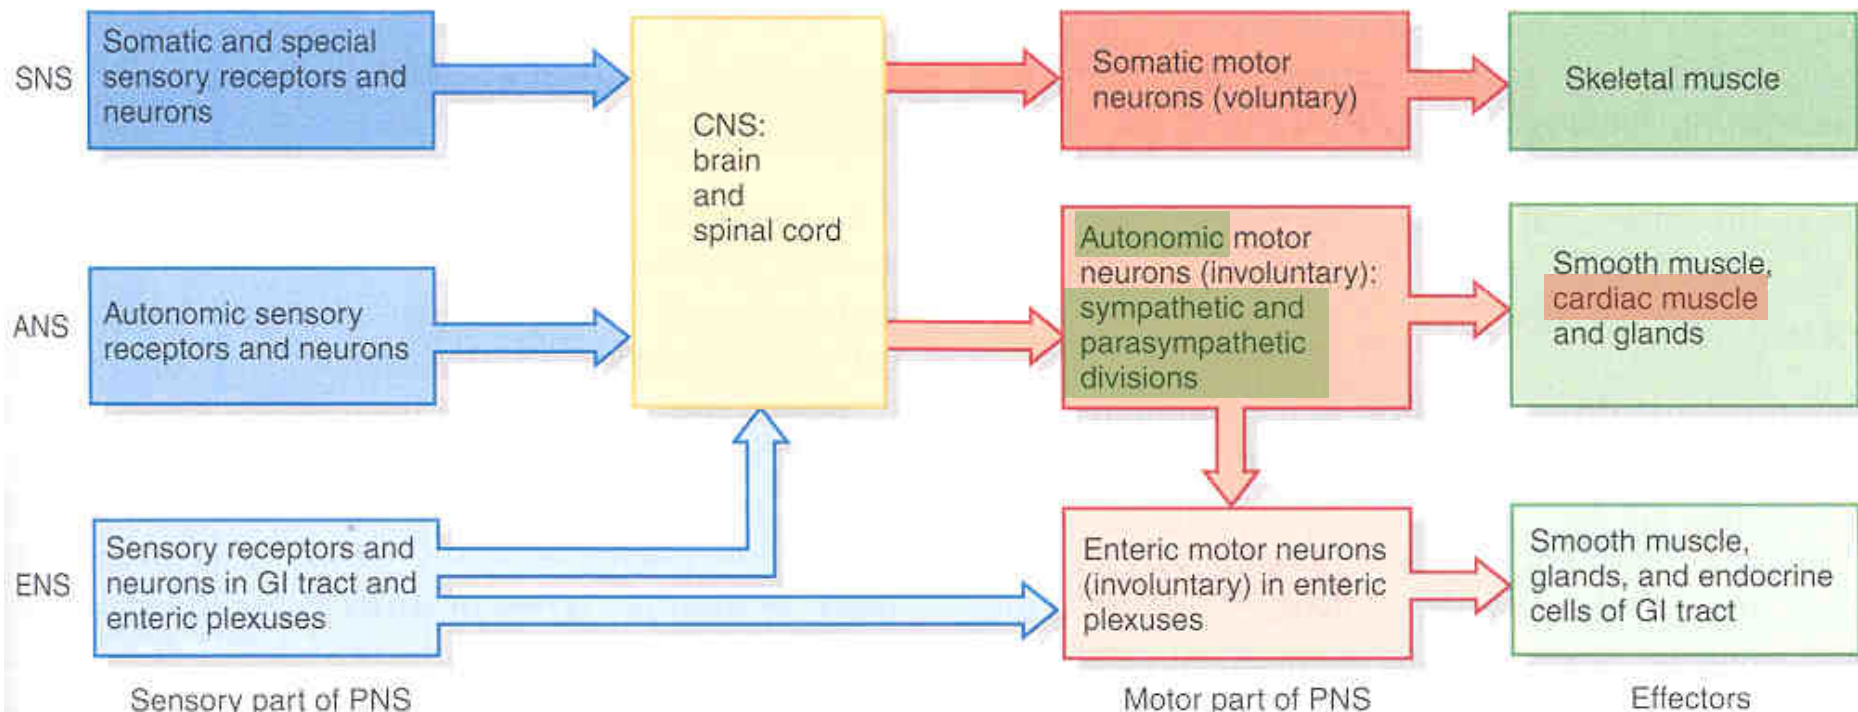 SNS
Somatic and special
sensory receptors and
neurons
CNS:
brain
and
spinal cord
Somatic motor
neurons (voluntary)
Skeletal muscle
ANS
Autonomic sensory
receptors and neurons
Autonomic motor
neurons (involuntary):
sympathetic and
parasympathetic
divisions
Smooth muscle,
cardiac muscle
and glands
ENS
Sensory receptors and
neurons in GI tract and
enteric plexuses
Enteric motor neurons
(involuntary) in enteric
plexuses
Smooth muscle,
glands, and endocrine
cells of GI tract
Sensory part of PNS
Motor part of PNS
Effectors